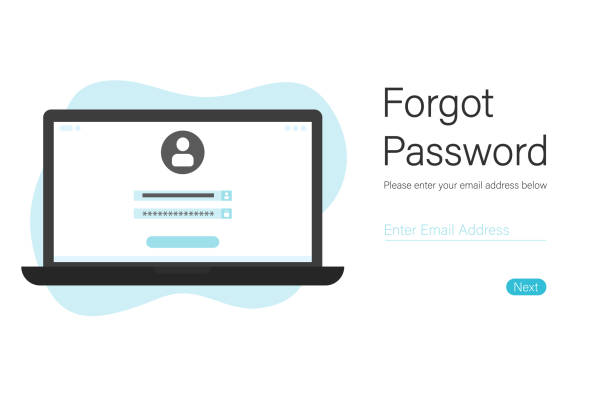 Forgot
Password
Please enter your email address below
Enter Email Address
Next
**************